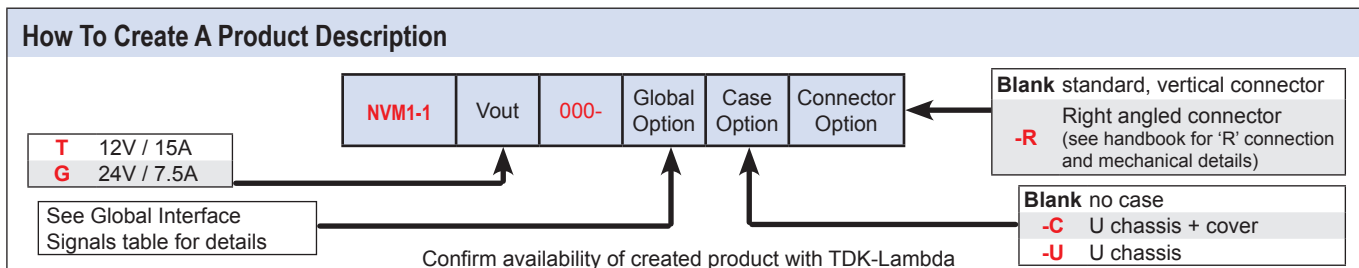 How To Create A Product Description
NVM1-1 Vout 000- Global Option Case Option Connector Option
T 12V / 15A
G 24V / 7.5A
See Global Interface
Signals table for details
Blank standard, vertical connector
-R Right angled connector
(see handbook for 'R' connection
and mechanical details)
Blank no case
-C U chassis + cover
-U U chassis
Confirm availability of created product with TDK-Lambda